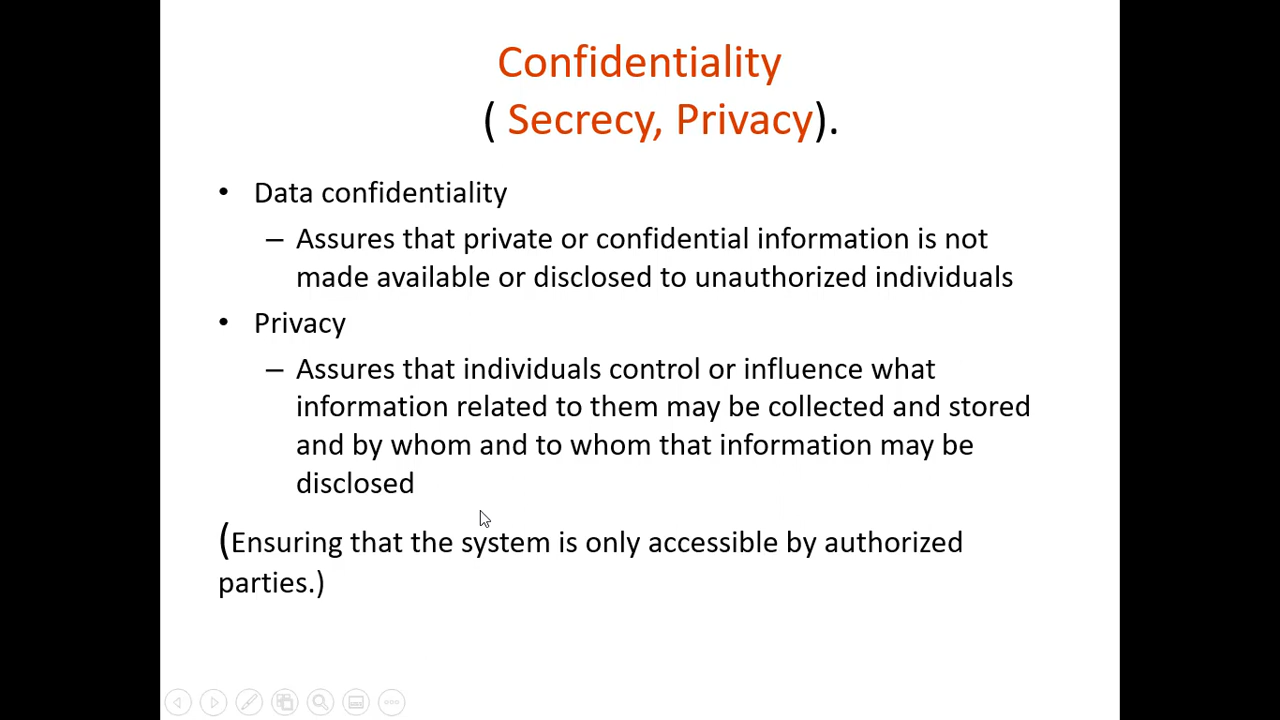 Confidentiality
( Secrecy, Privacy).
• Data confidentiality
– Assures that private or confidential information is not
made available or disclosed to unauthorized individuals
• Privacy
– Assures that individuals control or influence what
information related to them may be collected and stored
and by whom and to whom that information may be
disclosed
(Ensuring that the system is only accessible by authorized
parties.)